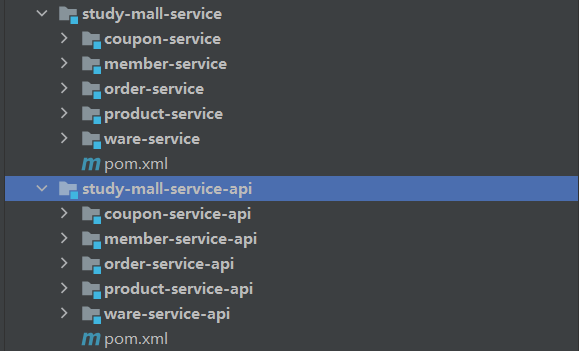 study-mall-service
coupon-service
member-service
order-service
product-service
ware-service
m pom.xml
study-mall-service-api
coupon-service-api
member-service-api
order-service-api
product-service-api
ware-service-api
m pom.xml